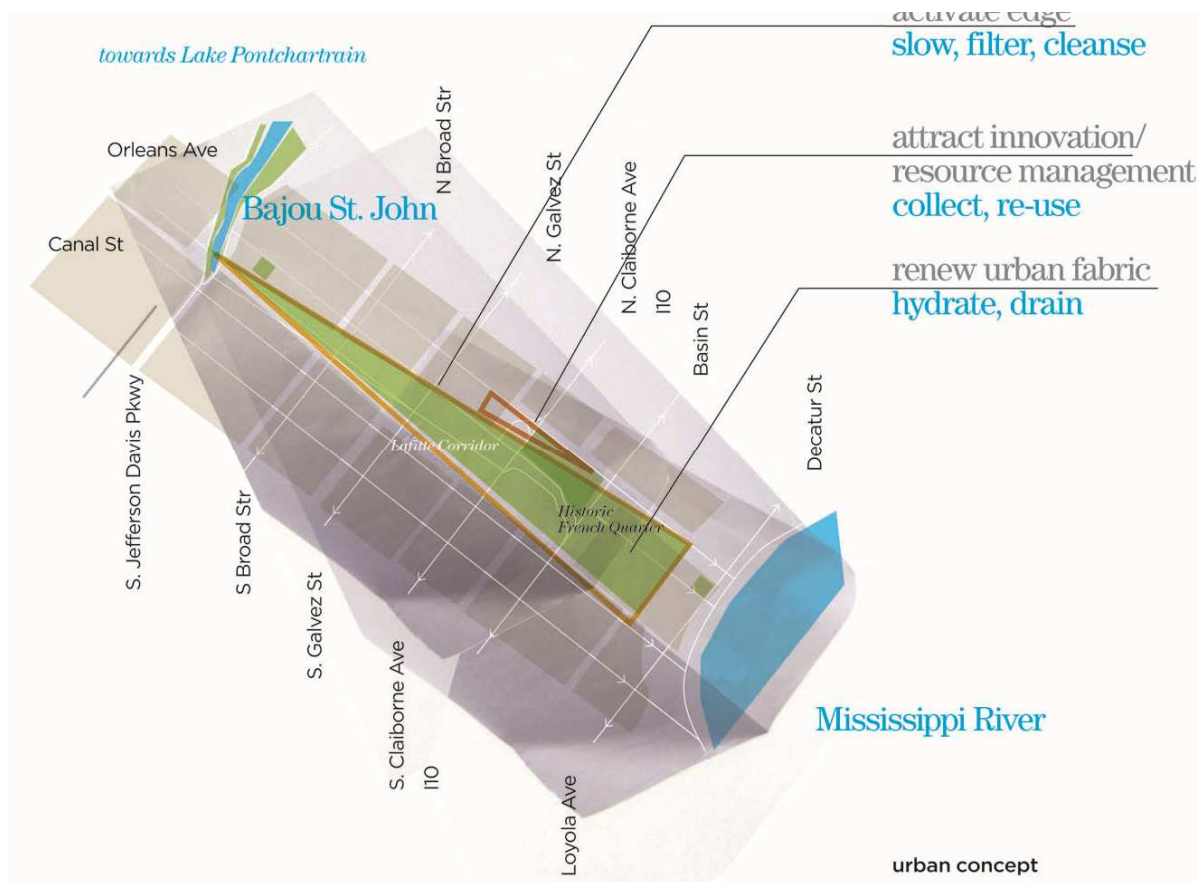 activate edge
slow, filter, cleanse
towards Lake Pontchartrain
attract innovation/
resource management
collect, re-use
Orleans Ave
N Broad Str
N. Galvez St
N. Claiborne Ave
I10
Bajou St. John
Canal St
renew urban fabric
hydrate, drain
Basin St
Decatur St
S. Jefferson Davis Pkwy
Lafitte Corridor
Historic
French Quarter
S Broad Str
S. Galvez St
S. Claiborne Ave
I10
Mississippi River
Loyola Ave
urban concept